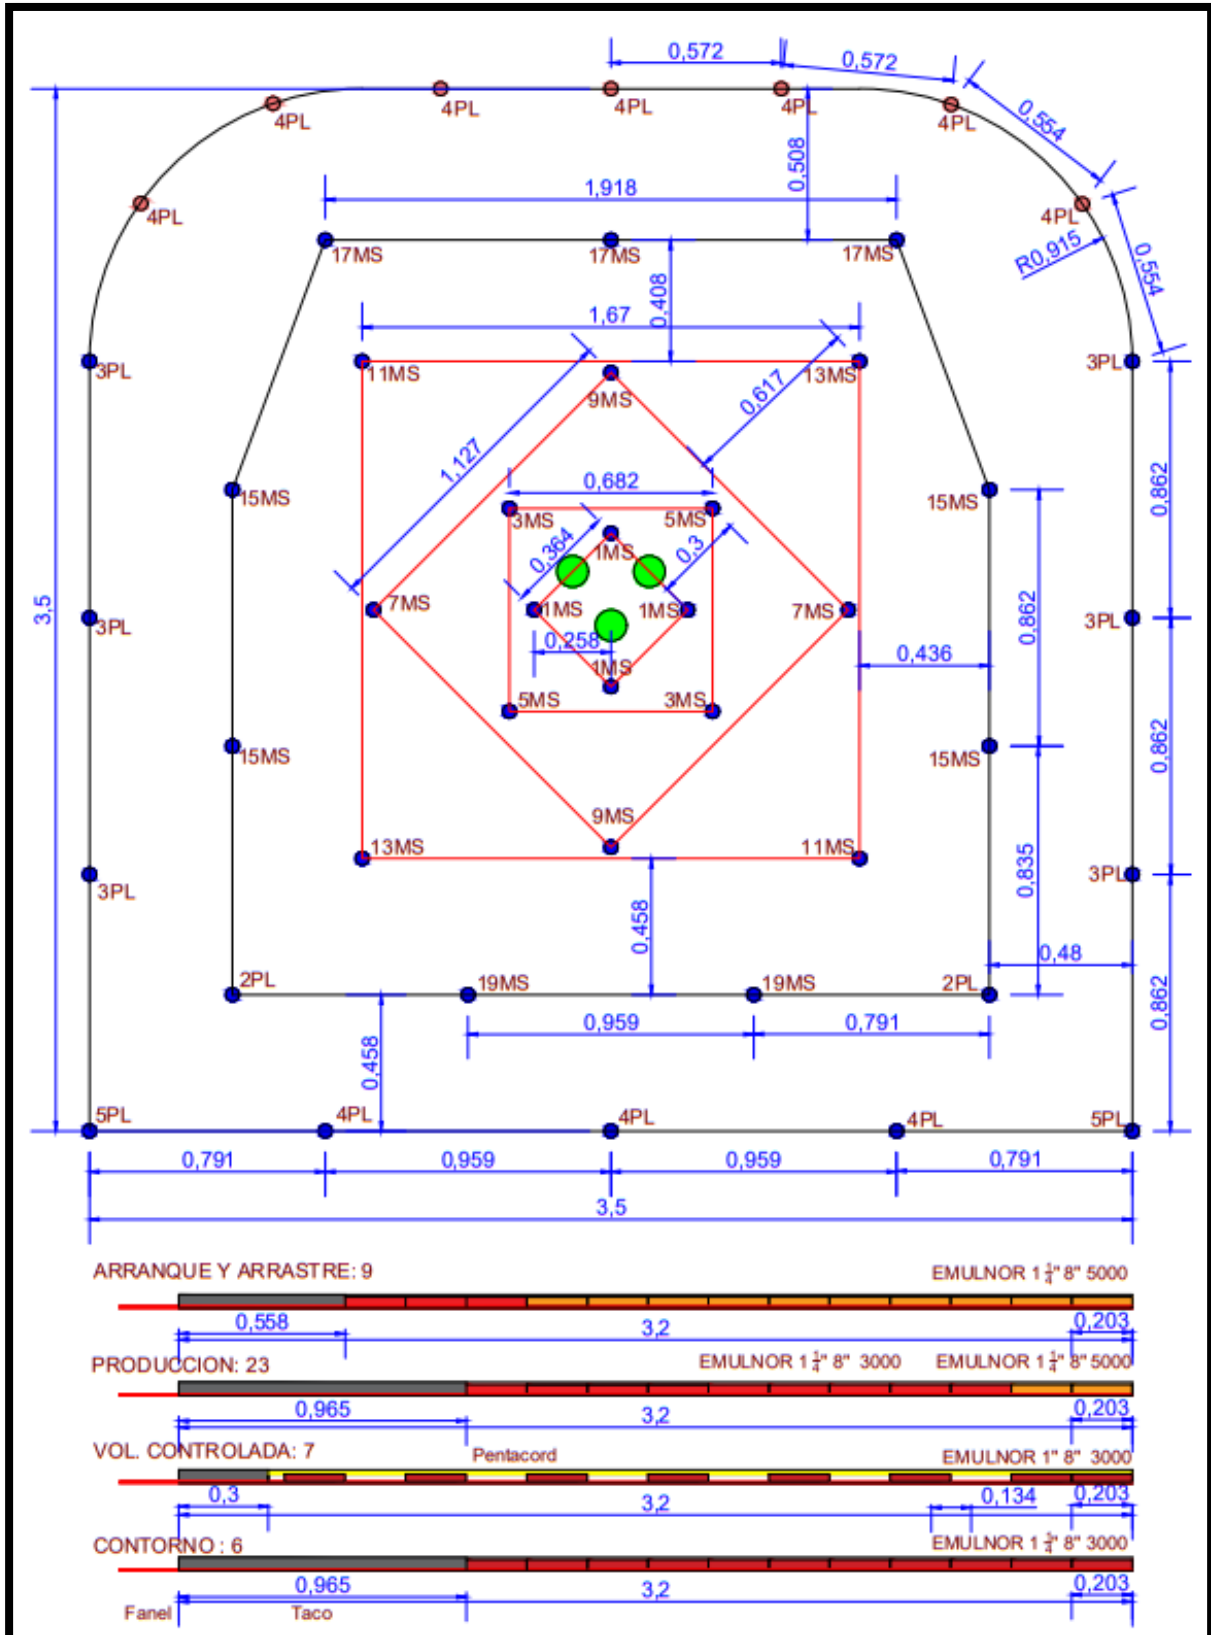 0,572
0,572
4PL 4PL 4PL 4PL 4PL
0,554
0,508
1,918
4PL 4PL
0,554
R0,915
17MS 17MS 17MS
0,408
1,67
3PL 11MS 13MS 3PL
9MS
0,617
1,127
0,682
0,862
15MS 3MS 5MS 15MS
0,364 1MS 0,3
7MS 1MS 1MS 7MS
3,5
3PL 3PL
0,862
0,258
0,436
1MS
5MS 3MS
15MS 15MS
0,862
9MS
13MS 11MS
3PL 3PL
0,835
0,458
0,48
2PL 19MS 19MS 2PL
0,862
0,959 0,791
0,458
5PL 4PL 4PL 4PL 5PL
0,791 0,959 0,959 0,791
3,5
ARRANQUE Y ARRASTRE: 9 EMULNOR 1 1/4" 8" 5000
0,558 3,2 0,203
PRODUCCION: 23 EMULNOR 1 1/4" 8" 3000 EMULNOR 1 1/4" 8" 5000
0,965 3,2 0,203
VOL. CONTROLADA: 7 Pentacord EMULNOR 1" 8" 3000
0,3 3,2 0,134 0,203
CONTORNO : 6 EMULNOR 1 1/4" 8" 3000
0,965 3,2 0,203
Fanel Taco